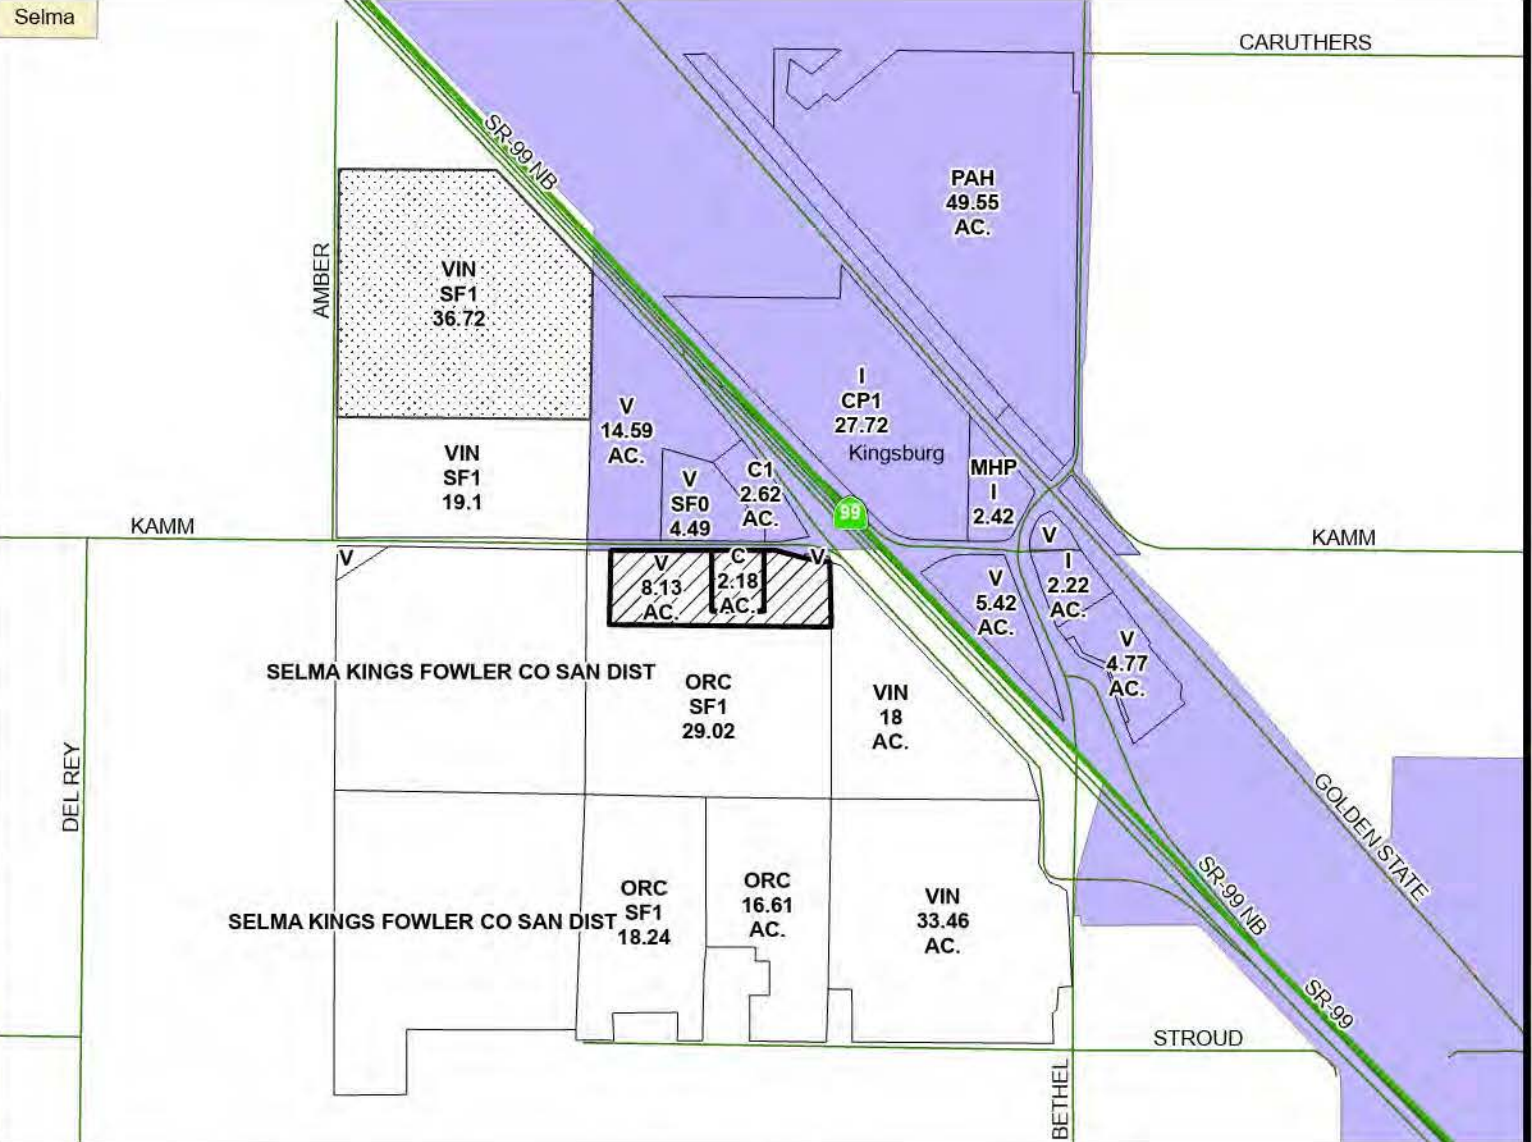 Selma
CARUTHERS
SR-99 NB
PAH
49.55
AC.
AMBER
VIN
SF1
36.72
I
CP1
27.72
Kingsburg
V
14.59
AC.
VIN
SF1
19.1
V
SF0
4.49
C1
2.62
AC.
MHP
I
2.42
99
KAMM
KAMM
V
V
8.13
AC.
C
2.18
AC.
V
V
I
2.22
AC.
V
5.42
AC.
V
4.77
AC.
SELMA KINGS FOWLER CO SAN DIST
ORC
SF1
29.02
VIN
18
AC.
DEL REY
GOLDEN STATE
SELMA KINGS FOWLER CO SAN DIST
ORC
SF1
18.24
ORC
16.61
AC.
VIN
33.46
AC.
SR-99 NB
SR-99
STROUD
BETHEL